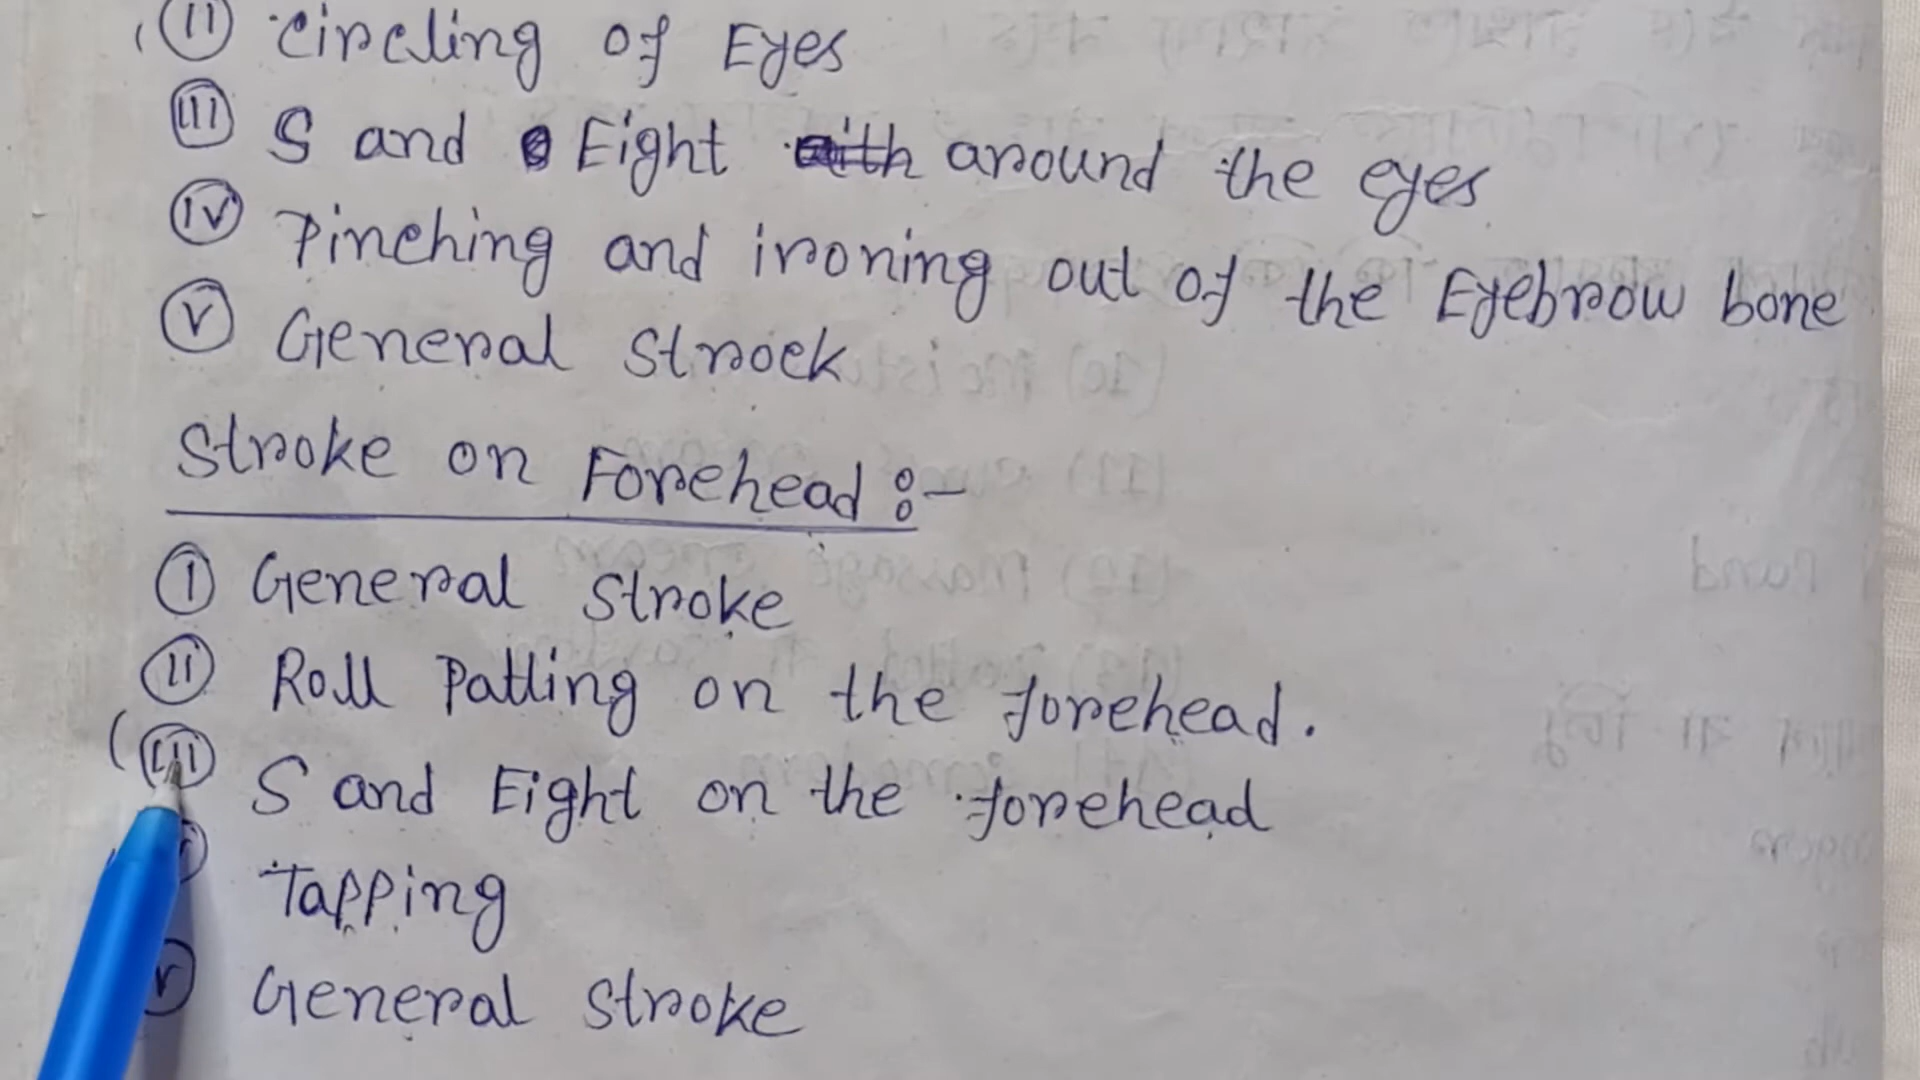 (II) Circling of Eyes
(III) S and Eight around the eyes
(IV) Pinching and ironing out of the Eyebrow bone
(V) General Strock
Stroke on Forehead :-
(I) General Stroke
(II) Roll Patting on the forehead.
(III) S and Eight on the forehead
Tapping
(V) General Stroke